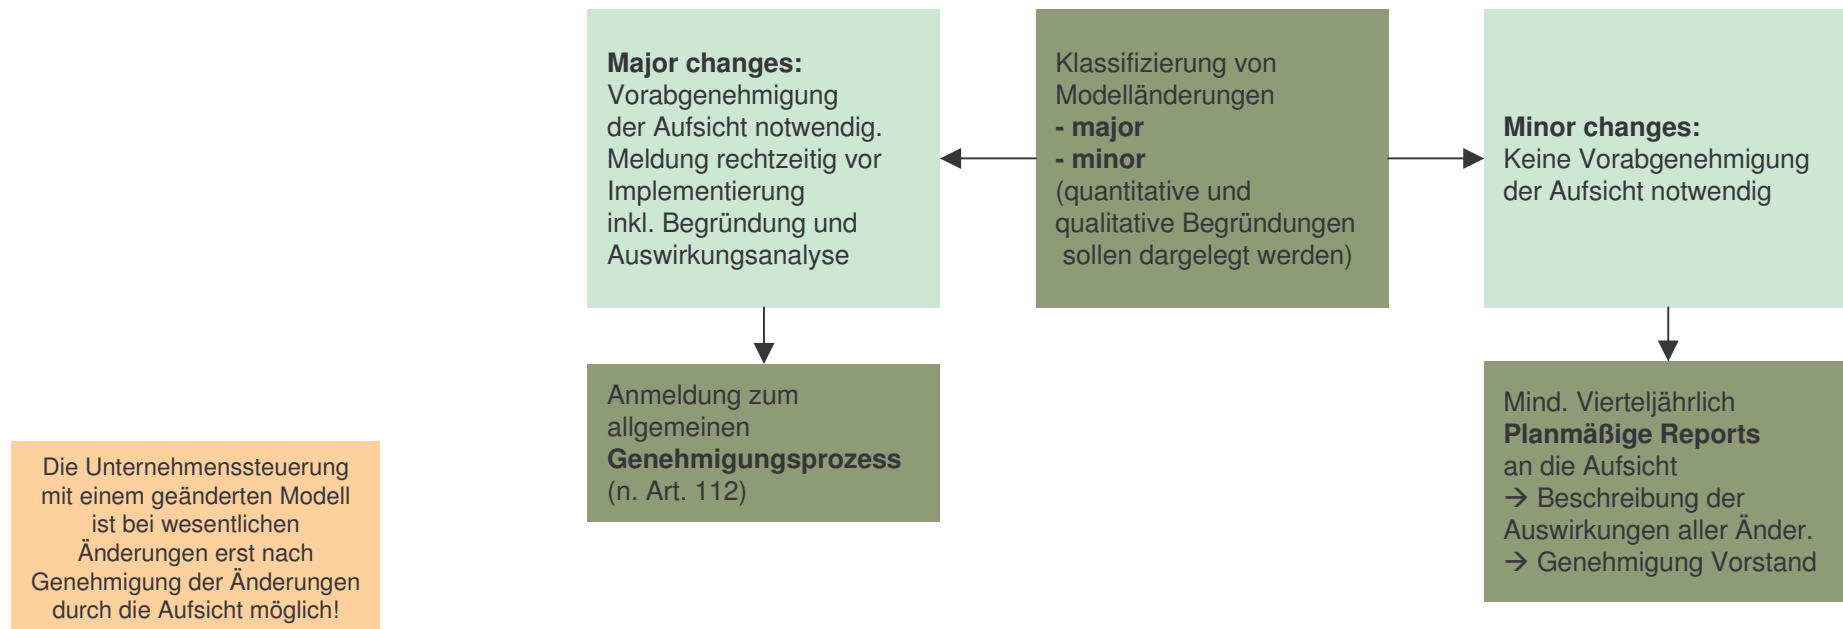 Major changes:
Vorabgenehmigung
der Aufsicht notwendig.
Meldung rechtzeitig vor
Implementierung
inkl. Begründung und
Auswirkungsanalyse
Klassifizierung von
Modelländerungen
- major
- minor
(quantitative und
qualitative Begründungen
sollen dargelegt werden)
Minor changes:
Keine Vorabgenehmigung
der Aufsicht notwendig
Anmeldung zum
allgemeinen
Genehmigungsprozess
(n. Art. 112)
Mind. Vierteljährlich
Planmäßige Reports
an die Aufsicht
→ Beschreibung der
Auswirkungen aller Änder.
→ Genehmigung Vorstand
Die Unternehmenssteuerung
mit einem geänderten Modell
ist bei wesentlichen
Änderungen erst nach
Genehmigung der Änderungen
durch die Aufsicht möglich!